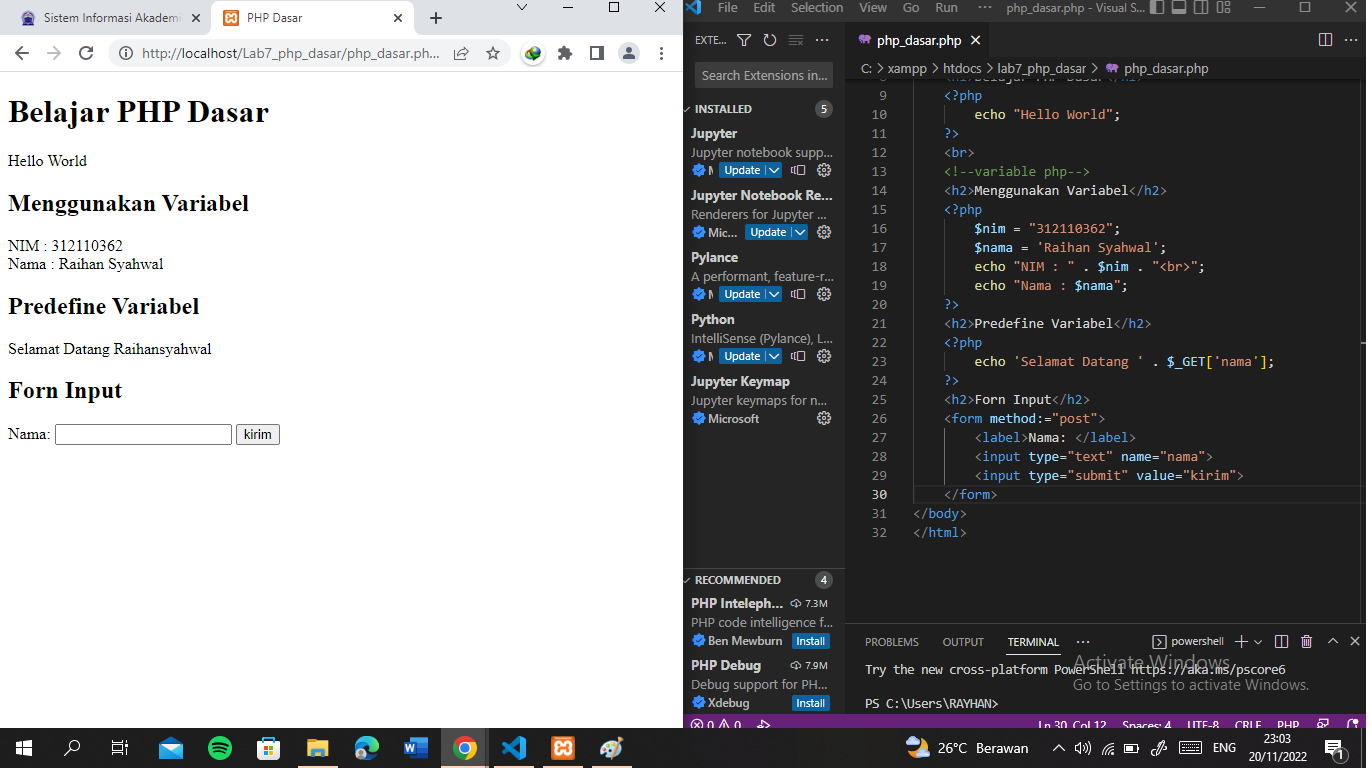 Sistem Informasi Akademi
PHP Dasar
http://localhost/Lab7_php_dasar/php_dasar.ph...
Belajar PHP Dasar
Hello World
Menggunakan Variabel
NIM : 312110362
Nama : Raihan Syahwal
Predefine Variabel
Selamat Datang Raihansyahwal
Forn Input
Nama:
kirim
File Edit Selection View Go Run ··· php_dasar.php - Visual S...
EXTE... ···
Search Extensions in...
INSTALLED 5
Jupyter
Jupyter notebook supp...
Update
Jupyter Notebook Re...
Renderers for Jupyter ...
Mic... Update
Pylance
A performant, feature-r...
Update
Python
IntelliSense (Pylance), L...
Update
Jupyter Keymap
Jupyter keymaps for n...
Microsoft
RECOMMENDED 4
PHP Inteleph... 7.3M
PHP code intelligence f...
Ben Mewburn Install
PHP Debug 7.9M
Debug support for PH...
Xdebug Install
php_dasar.php
C: > xampp > htdocs > lab7_php_dasar > php_dasar.php
8 <h1>Belajar PHP Dasar</h1>
9 <?php
10 echo "Hello World";
11 ?>
12 <br>
13 <!--variable php-->
14 <h2>Menggunakan Variabel</h2>
15 <?php
16 $nim = "312110362";
17 $nama = 'Raihan Syahwal';
18 echo "NIM : " . $nim . "<br>";
19 echo "Nama : $nama";
20 ?>
21 <h2>Predefine Variabel</h2>
22 <?php
23 echo 'Selamat Datang ' . $_GET['nama'];
24 ?>
25 <h2>Forn Input</h2>
26 <form method:="post">
27 <label>Nama: </label>
28 <input type="text" name="nama">
29 <input type="submit" value="kirim">
30 </form>
31 </body>
32 </html>
PROBLEMS OUTPUT TERMINAL ··· powershell
Try the new cross-platform PowerShell https://aka.ms/pscore6
PS C:\Users\RAYHAN>
Activate Windows
Go to Settings to activate Windows.
0 0 Ln 30, Col 12 Spaces: 4 UTF-8 CRLF PHP
26°C Berawan ENG
23:03
20/11/2022
1